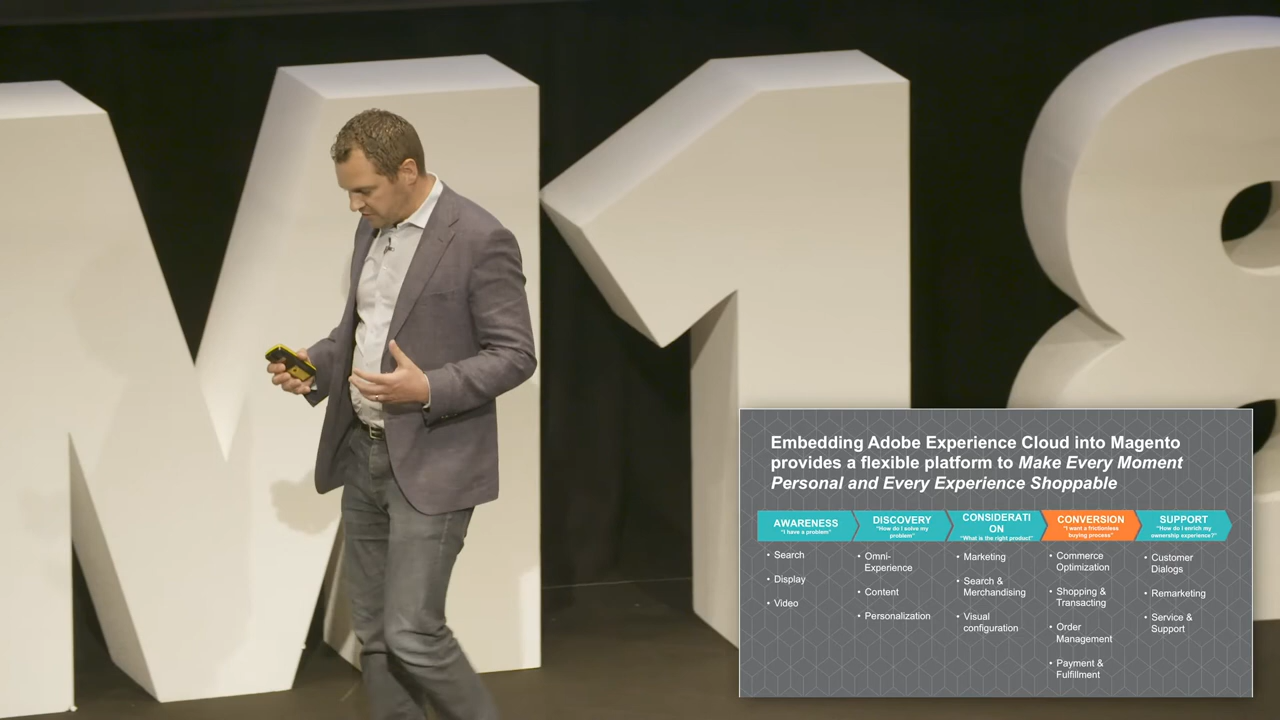 M18
Embedding Adobe Experience Cloud into Magento
provides a flexible platform to Make Every Moment
Personal and Every Experience Shoppable
AWARENESS
"I have a problem"
DISCOVERY
"How do I solve my
problem"
CONSIDERATI
ON
"What is the right product"
CONVERSION
"I want a frictionless
buying process"
SUPPORT
"How do I enrich my
ownership experience?"
• Search
• Display
• Video
• Omni-
Experience
• Content
• Personalization
• Marketing
• Search &
Merchandising
• Visual
configuration
• Commerce
Optimization
• Shopping &
Transacting
• Order
Management
• Payment &
Fulfillment
• Customer
Dialogs
• Remarketing
• Service &
Support